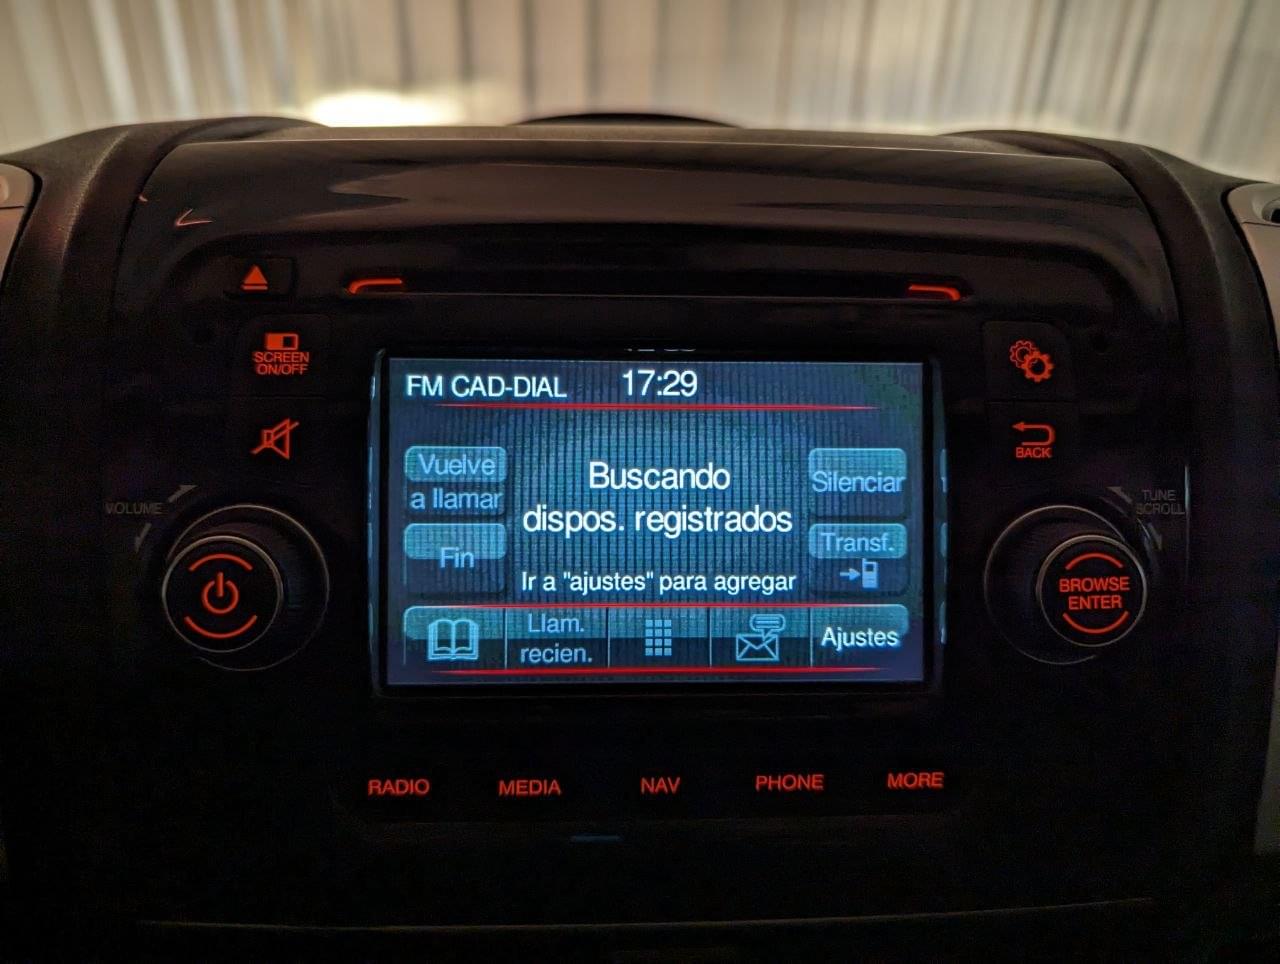 SCREEN
ON/OFF
VOLUME
FM CAD-DIAL 17:29
Vuelve
a llamar
Fin
Buscando
dispos. registrados
Ir a "ajustes" para agregar
Silenciar
Transf.
Llam.
recien.
Ajustes
BACK
TUNE
SCROLL
BROWSE
ENTER
RADIO MEDIA NAV PHONE MORE